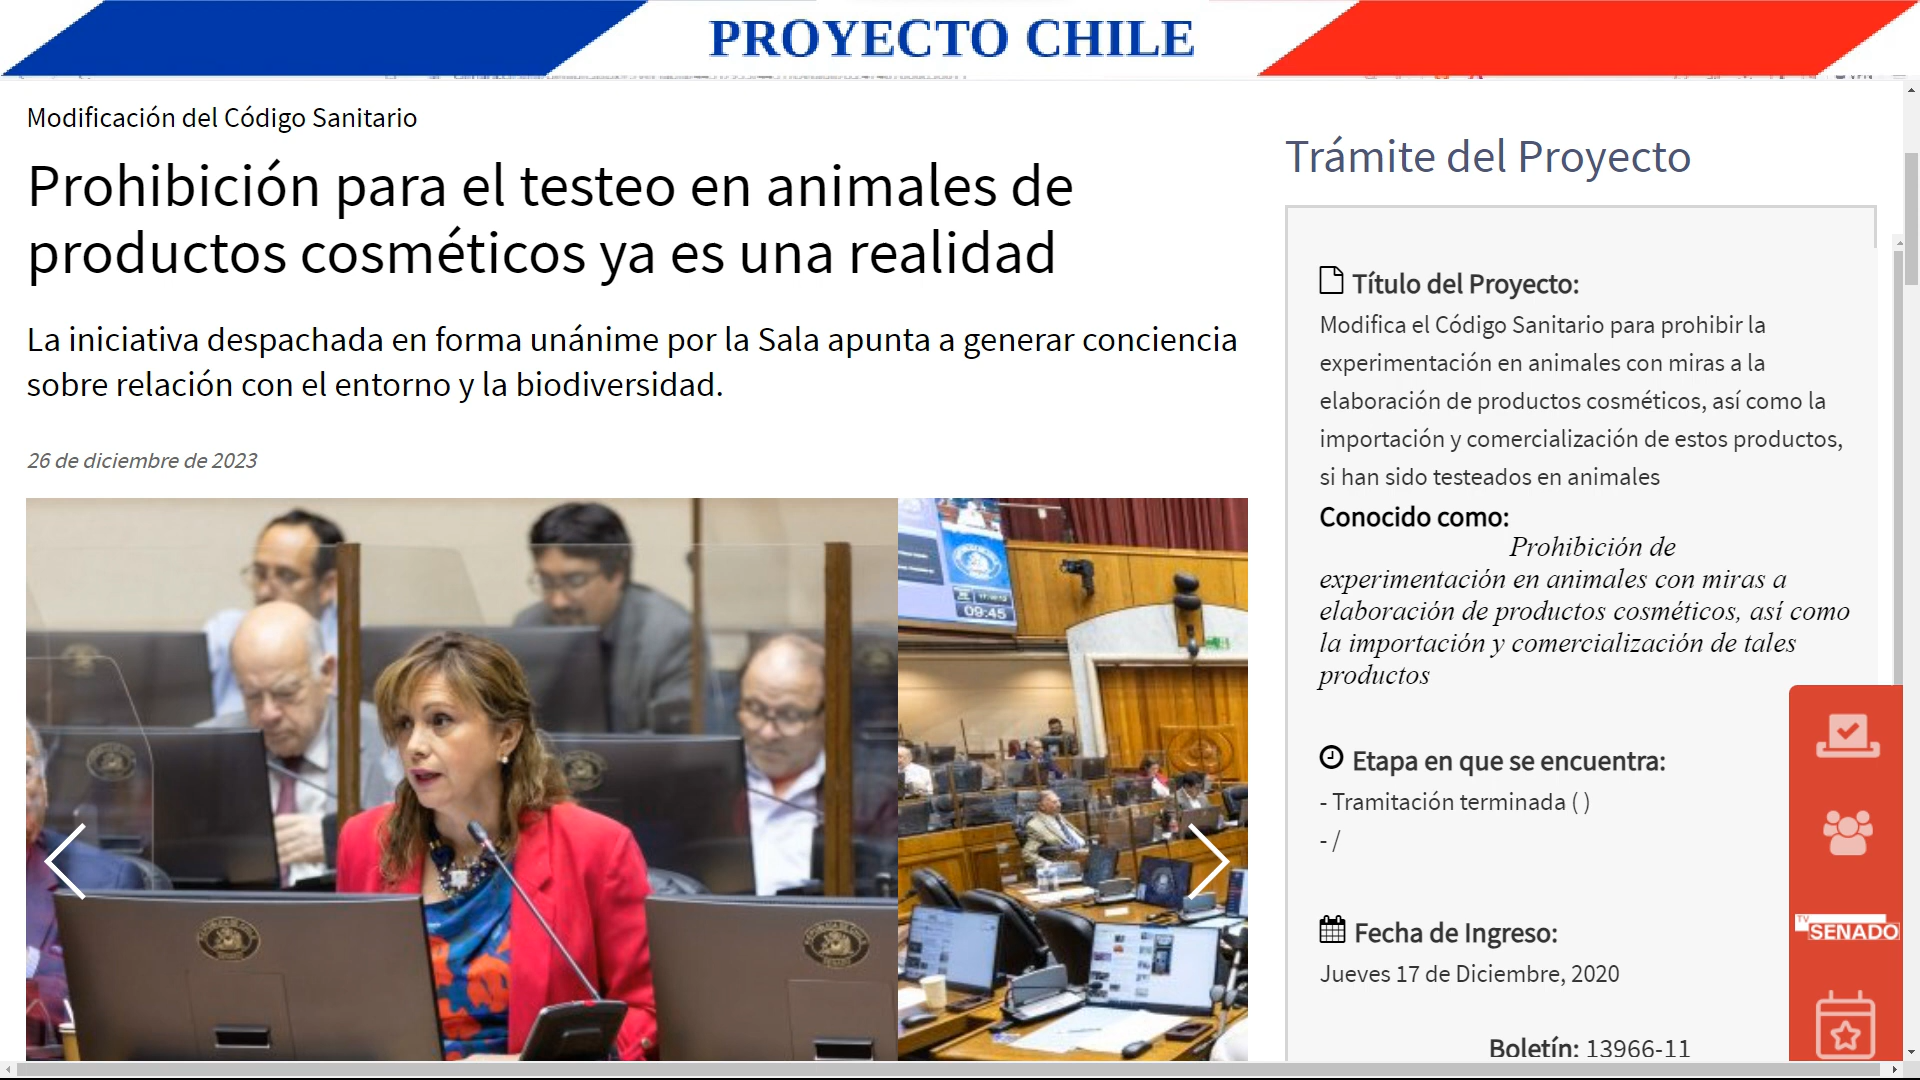 PROYECTO CHILE
Modificación del Código Sanitario
Prohibición para el testeo en animales de
productos cosméticos ya es una realidad
La iniciativa despachada en forma unánime por la Sala apunta a generar conciencia
sobre relación con el entorno y la biodiversidad.
26 de diciembre de 2023
09:45
Trámite del Proyecto
Título del Proyecto:
Modifica el Código Sanitario para prohibir la
experimentación en animales con miras a la
elaboración de productos cosméticos, así como la
importación y comercialización de estos productos,
si han sido testeados en animales
Conocido como:
Prohibición de
experimentación en animales con miras a
elaboración de productos cosméticos, así como
la importación y comercialización de tales
productos
Etapa en que se encuentra:
- Tramitación terminada ( )
- /
Fecha de Ingreso:
Jueves 17 de Diciembre, 2020
Boletín: 13966-11
TV
SENADO